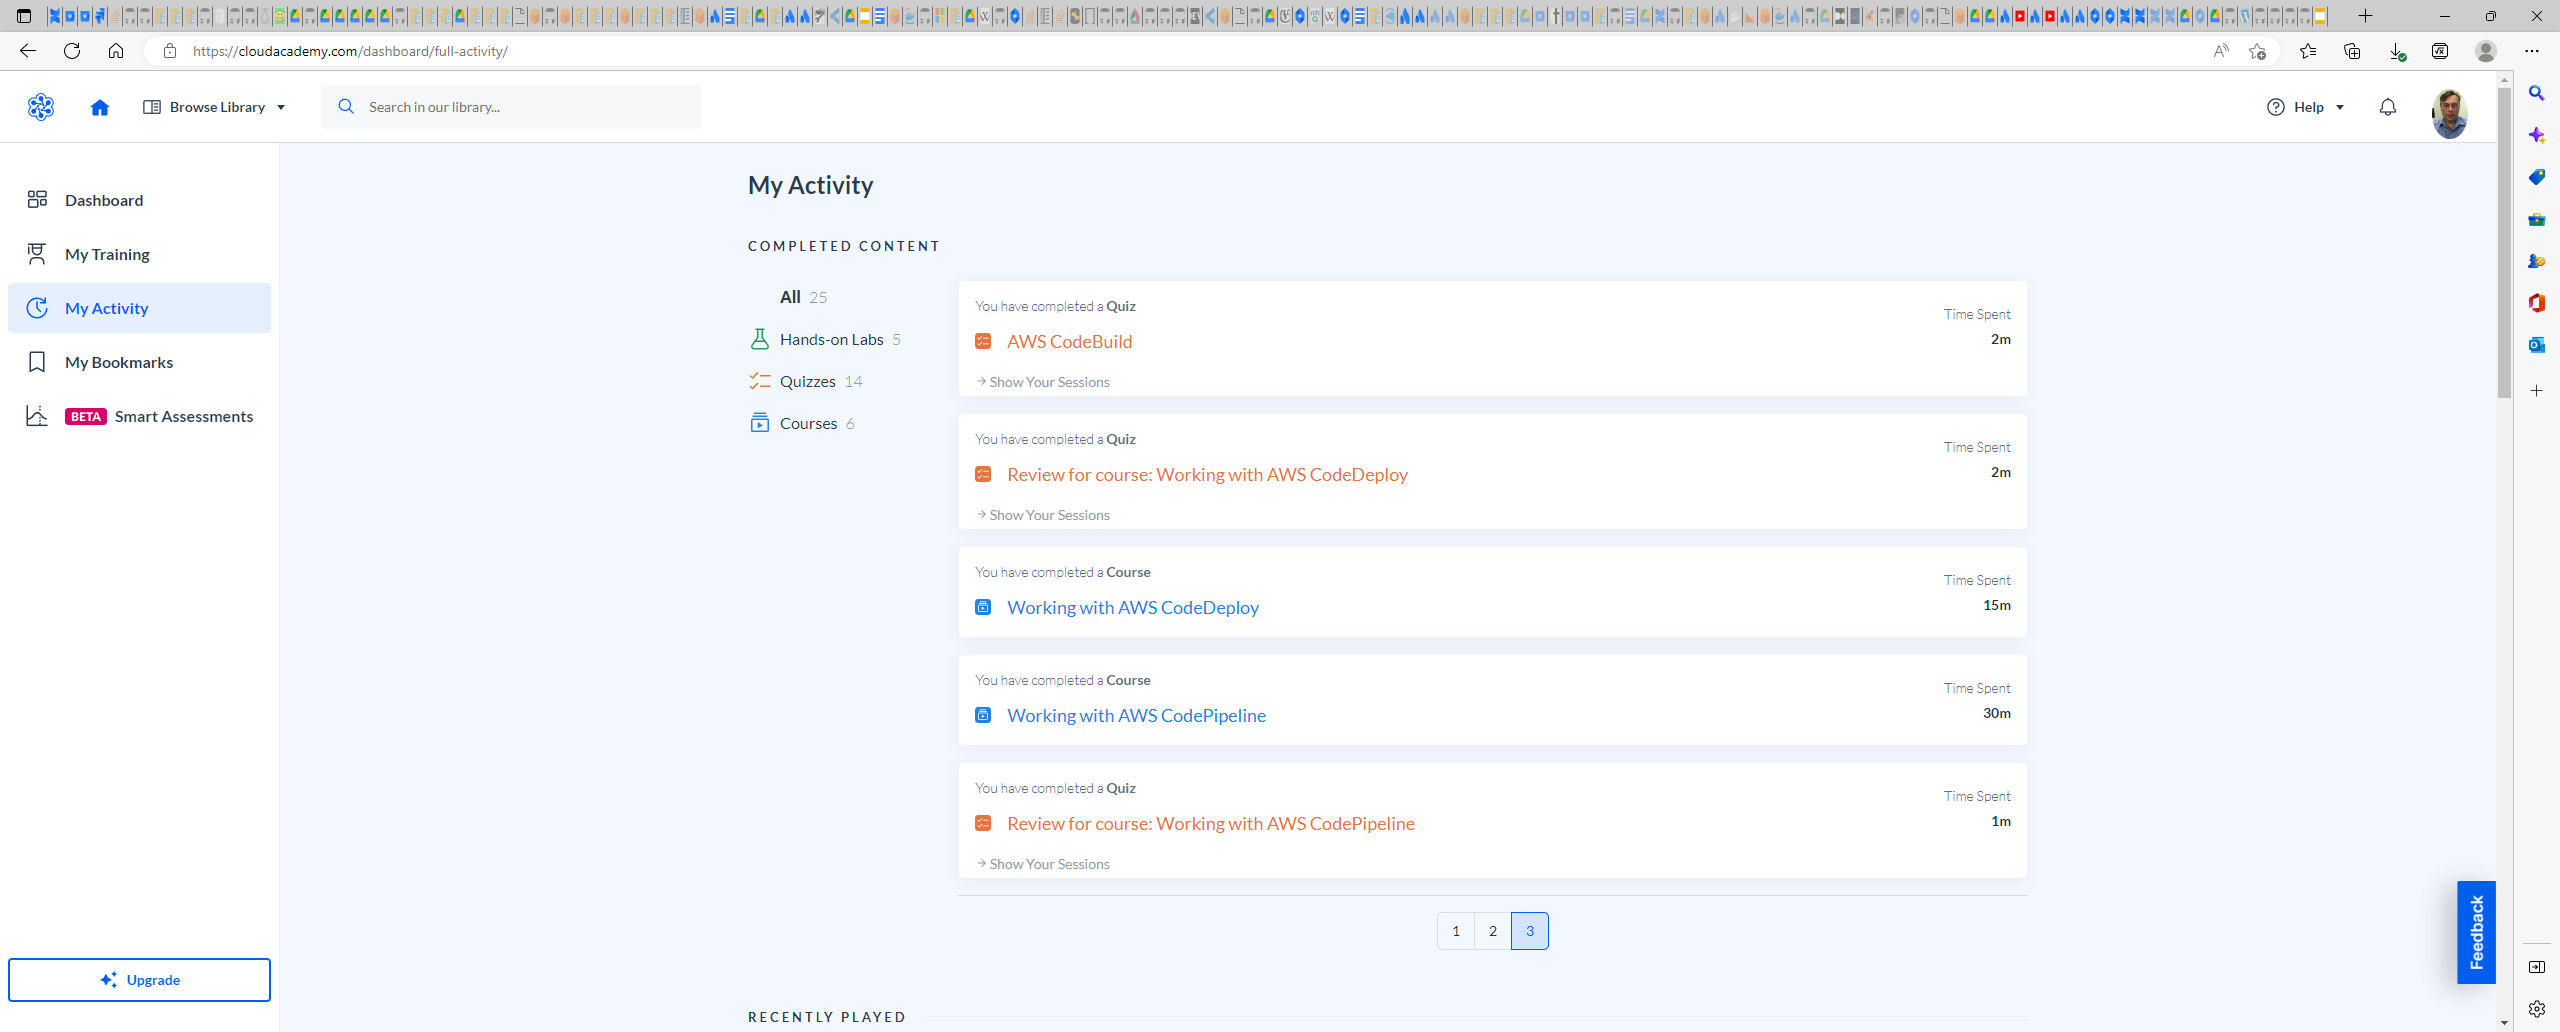 https://cloudacademy.com/dashboard/full-activity/
Browse Library
Search in our library...
Help
Dashboard
My Training
My Activity
My Bookmarks
BETA Smart Assessments
Upgrade
My Activity
COMPLETED CONTENT
All 25
Hands-on Labs 5
Quizzes 14
Courses 6
You have completed a Quiz
AWS CodeBuild
Time Spent
2m
Show Your Sessions
You have completed a Quiz
Review for course: Working with AWS CodeDeploy
Time Spent
2m
Show Your Sessions
You have completed a Course
Working with AWS CodeDeploy
Time Spent
15m
You have completed a Course
Working with AWS CodePipeline
Time Spent
30m
You have completed a Quiz
Review for course: Working with AWS CodePipeline
Time Spent
1m
Show Your Sessions
1 2 3
Feedback
RECENTLY PLAYED